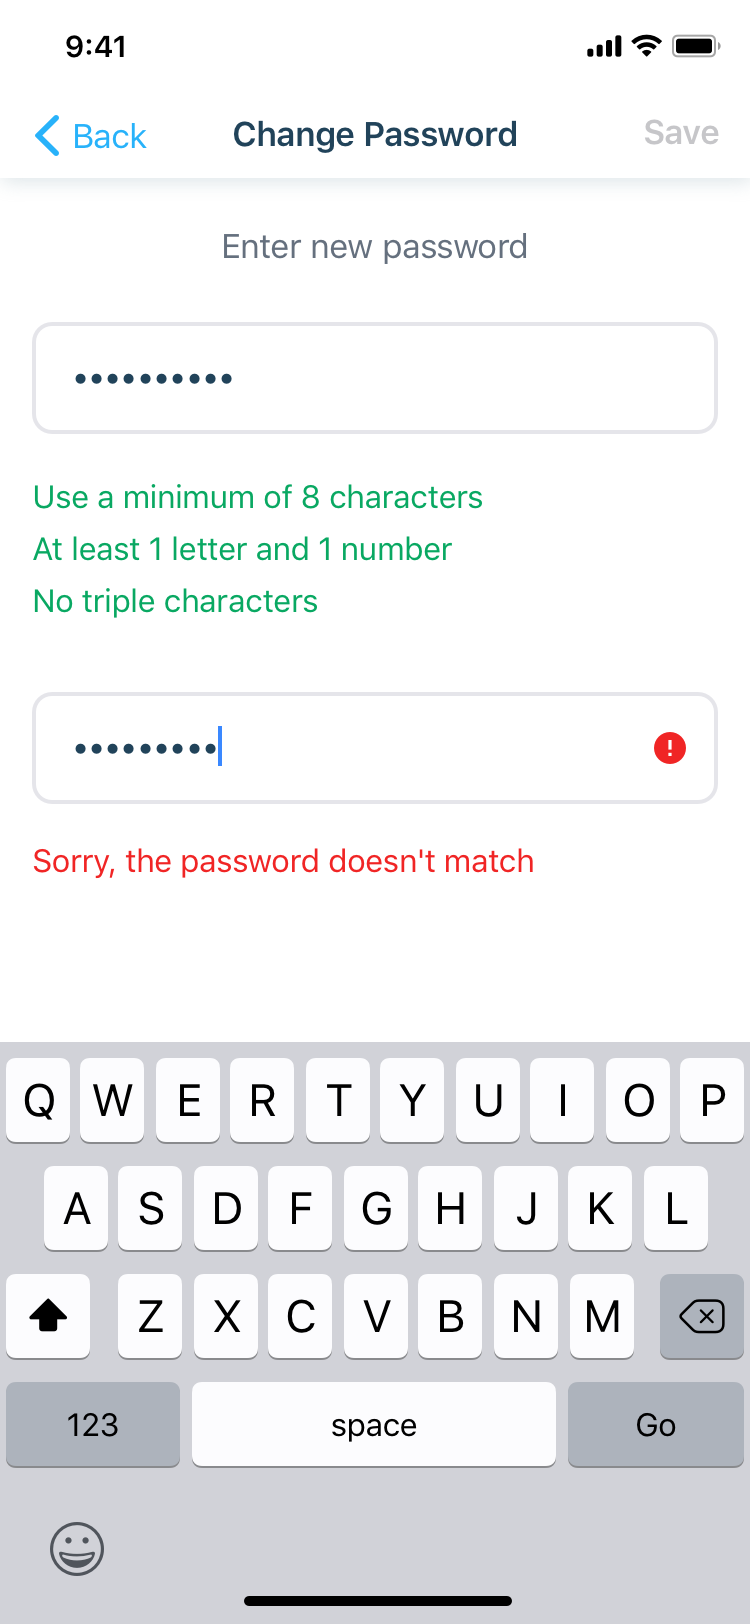 9:41
Back
Change Password
Save
Enter new password
••••••••••
Use a minimum of 8 characters
At least 1 letter and 1 number
No triple characters
•••••••••
Sorry, the password doesn't match
Q W E R T Y U I O P
A S D F G H J K L
Z X C V B N M
123 space Go